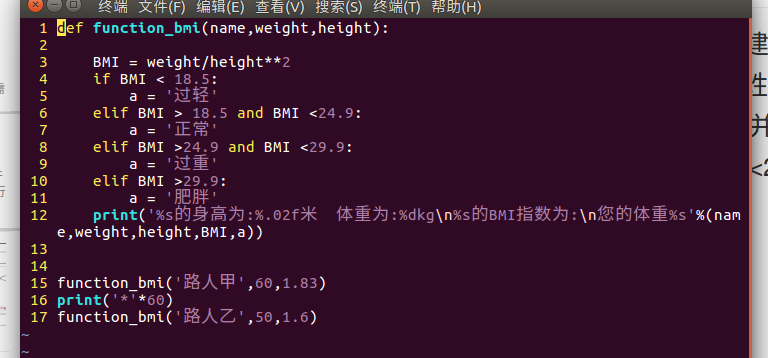 终端 文件(F) 编辑(E) 查看(V) 搜索(S) 终端(T) 帮助(H)
1 def function_bmi(name,weight,height):
2
3     BMI = weight/height**2
4     if BMI < 18.5:
5         a = '过轻'
6     elif BMI > 18.5 and BMI <24.9:
7         a = '正常'
8     elif BMI >24.9 and BMI <29.9:
9         a = '过重'
10     elif BMI >29.9:
11         a = '肥胖'
12     print('%s的身高为:%.02f米  体重为:%dkg\n%s的BMI指数为:\n您的体重%s'%(nam
e,weight,height,BMI,a))
13
14
15 function_bmi('路人甲',60,1.83)
16 print('*'*60)
17 function_bmi('路人乙',50,1.6)
~
~
建
性
并
<2
行